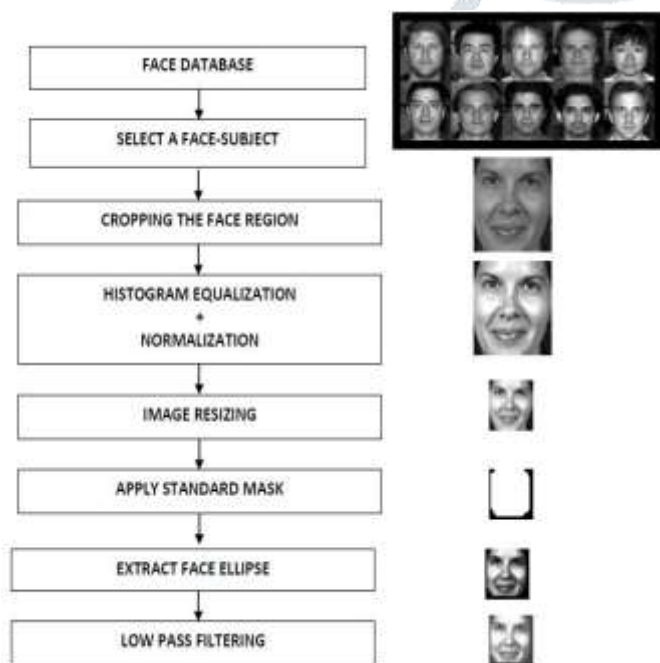 FACE DATABASE
SELECT A FACE-SUBJECT
CROPPING THE FACE REGION
HISTOGRAM EQUALIZATION
+
NORMALIZATION
IMAGE RESIZING
APPLY STANDARD MASK
EXTRACT FACE ELLIPSE
LOW PASS FILTERING